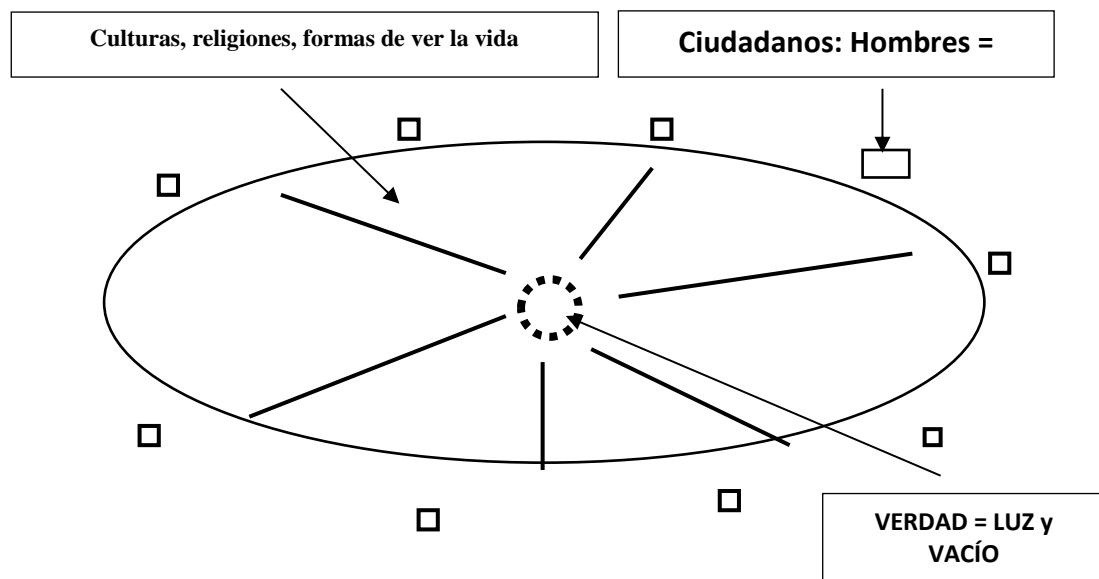 Culturas, religiones, formas de ver la vida
Ciudadanos: Hombres =
VERDAD = LUZ y
VACÍO